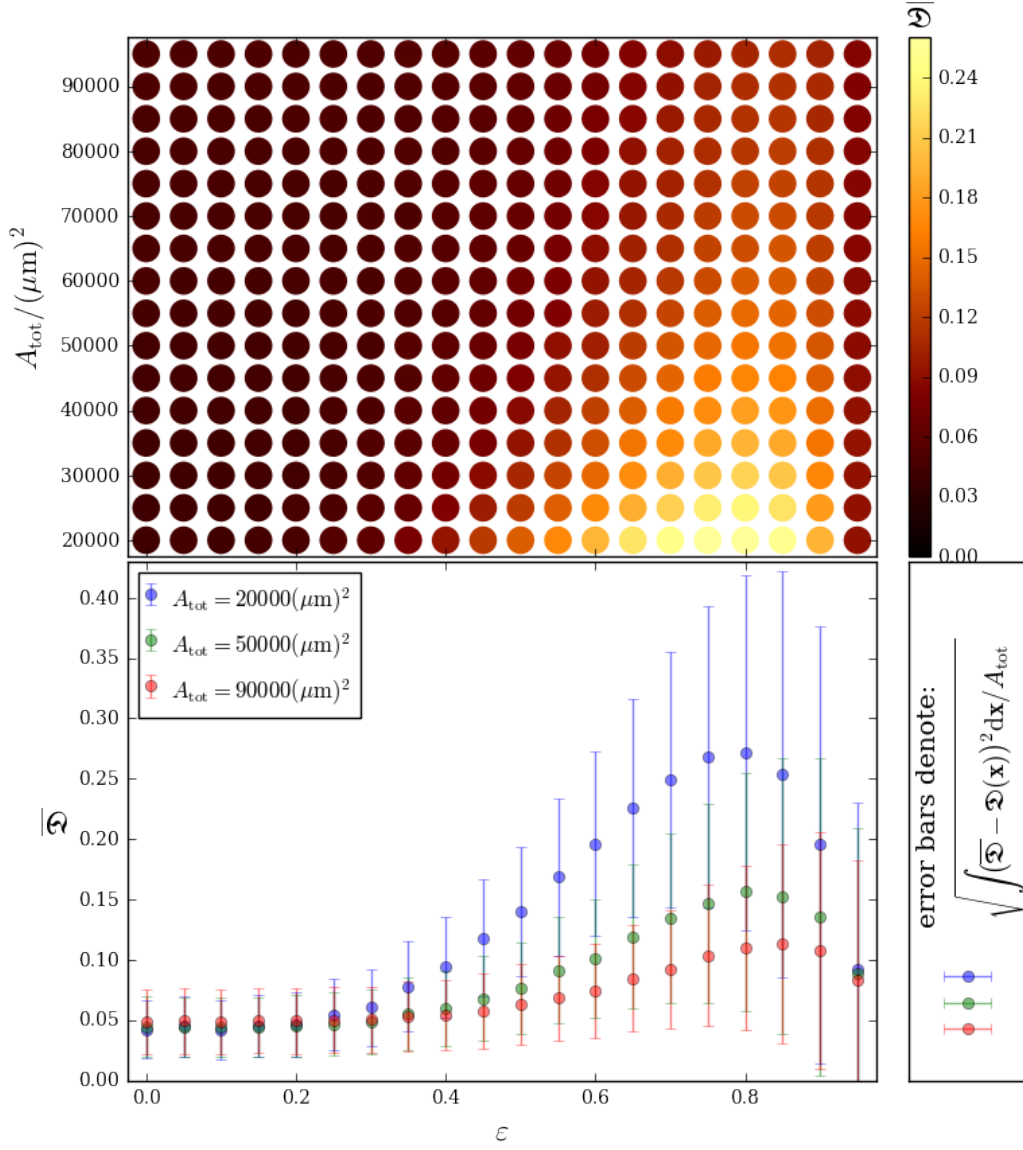 𝔇̅
90000
80000
70000
60000
50000
40000
30000
20000
A_tot/(μm)²
0.24
0.21
0.18
0.15
0.12
0.09
0.06
0.03
0.00
A_tot = 20000(μm)²
A_tot = 50000(μm)²
A_tot = 90000(μm)²
0.40
0.35
0.30
0.25
0.20
0.15
0.10
0.05
0.00
𝔇̅
0.0 0.2 0.4 0.6 0.8
ε
error bars denote:
√∫(𝔇̅ − 𝔇(𝐱))²d𝐱/A_tot